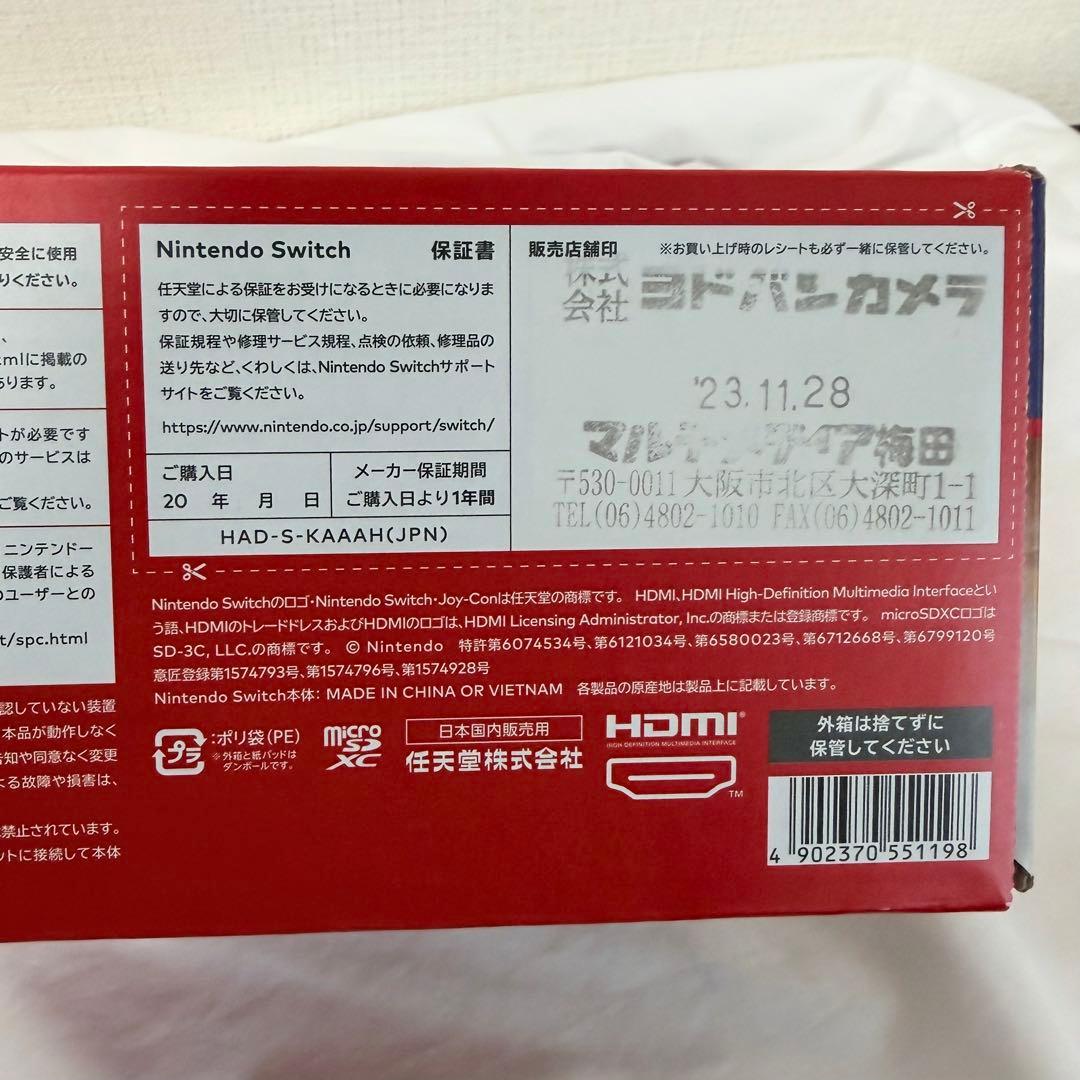 安全に使用
りください。
、
tmlに掲載の
あります。
トが必要です
のサービスは
ご覧ください。
ニンテンドー
保護者による
のユーザーとの
t/spc.html
認していない装置
本品が動作しなく
告知や同意なく変更
よる故障や損害は、
は禁止されています。
ットに接続して本体
Nintendo Switch 保証書
任天堂による保証をお受けになるときに必要になりま
すので、大切に保管してください。
保証規程や修理サービス規程、点検の依頼、修理品の
送り先など、くわしくは、Nintendo Switchサポート
サイトをご覧ください。
https://www.nintendo.co.jp/support/switch/
ご購入日
20 年 月 日
メーカー保証期間
ご購入日より1年間
HAD-S-KAAAH(JPN)
販売店舗印 ※お買い上げ時のレシートも必ず一緒に保管してください。
株式会社 ヨドバシカメラ
'23.11.28
マルチメディア梅田
〒530-0011 大阪市北区大深町1-1
TEL(06)4802-1010 FAX(06)4802-1011
Nintendo Switchのロゴ・Nintendo Switch・Joy-Conは任天堂の商標です。 HDMI、HDMI High-Definition Multimedia Interfaceとい
う語、HDMIのトレードドレスおよびHDMIのロゴは、HDMI Licensing Administrator, Inc.の商標または登録商標です。 microSDXCロゴは
SD-3C, LLC.の商標です。 © Nintendo 特許第6074534号、第6121034号、第6580023号、第6712668号、第6799120号
意匠登録第1574793号、第1574796号、第1574928号
Nintendo Switch本体: MADE IN CHINA OR VIETNAM 各製品の原産地は製品上に記載しています。
プラ
:ポリ袋(PE)
※外箱と紙パッドは
ダンボールです。
micro
SD
XC
日本国内販売用
任天堂株式会社
HDMI®
HIGH-DEFINITION MULTIMEDIA INTERFACE
TM
外箱は捨てずに
保管してください
4 902370 551198